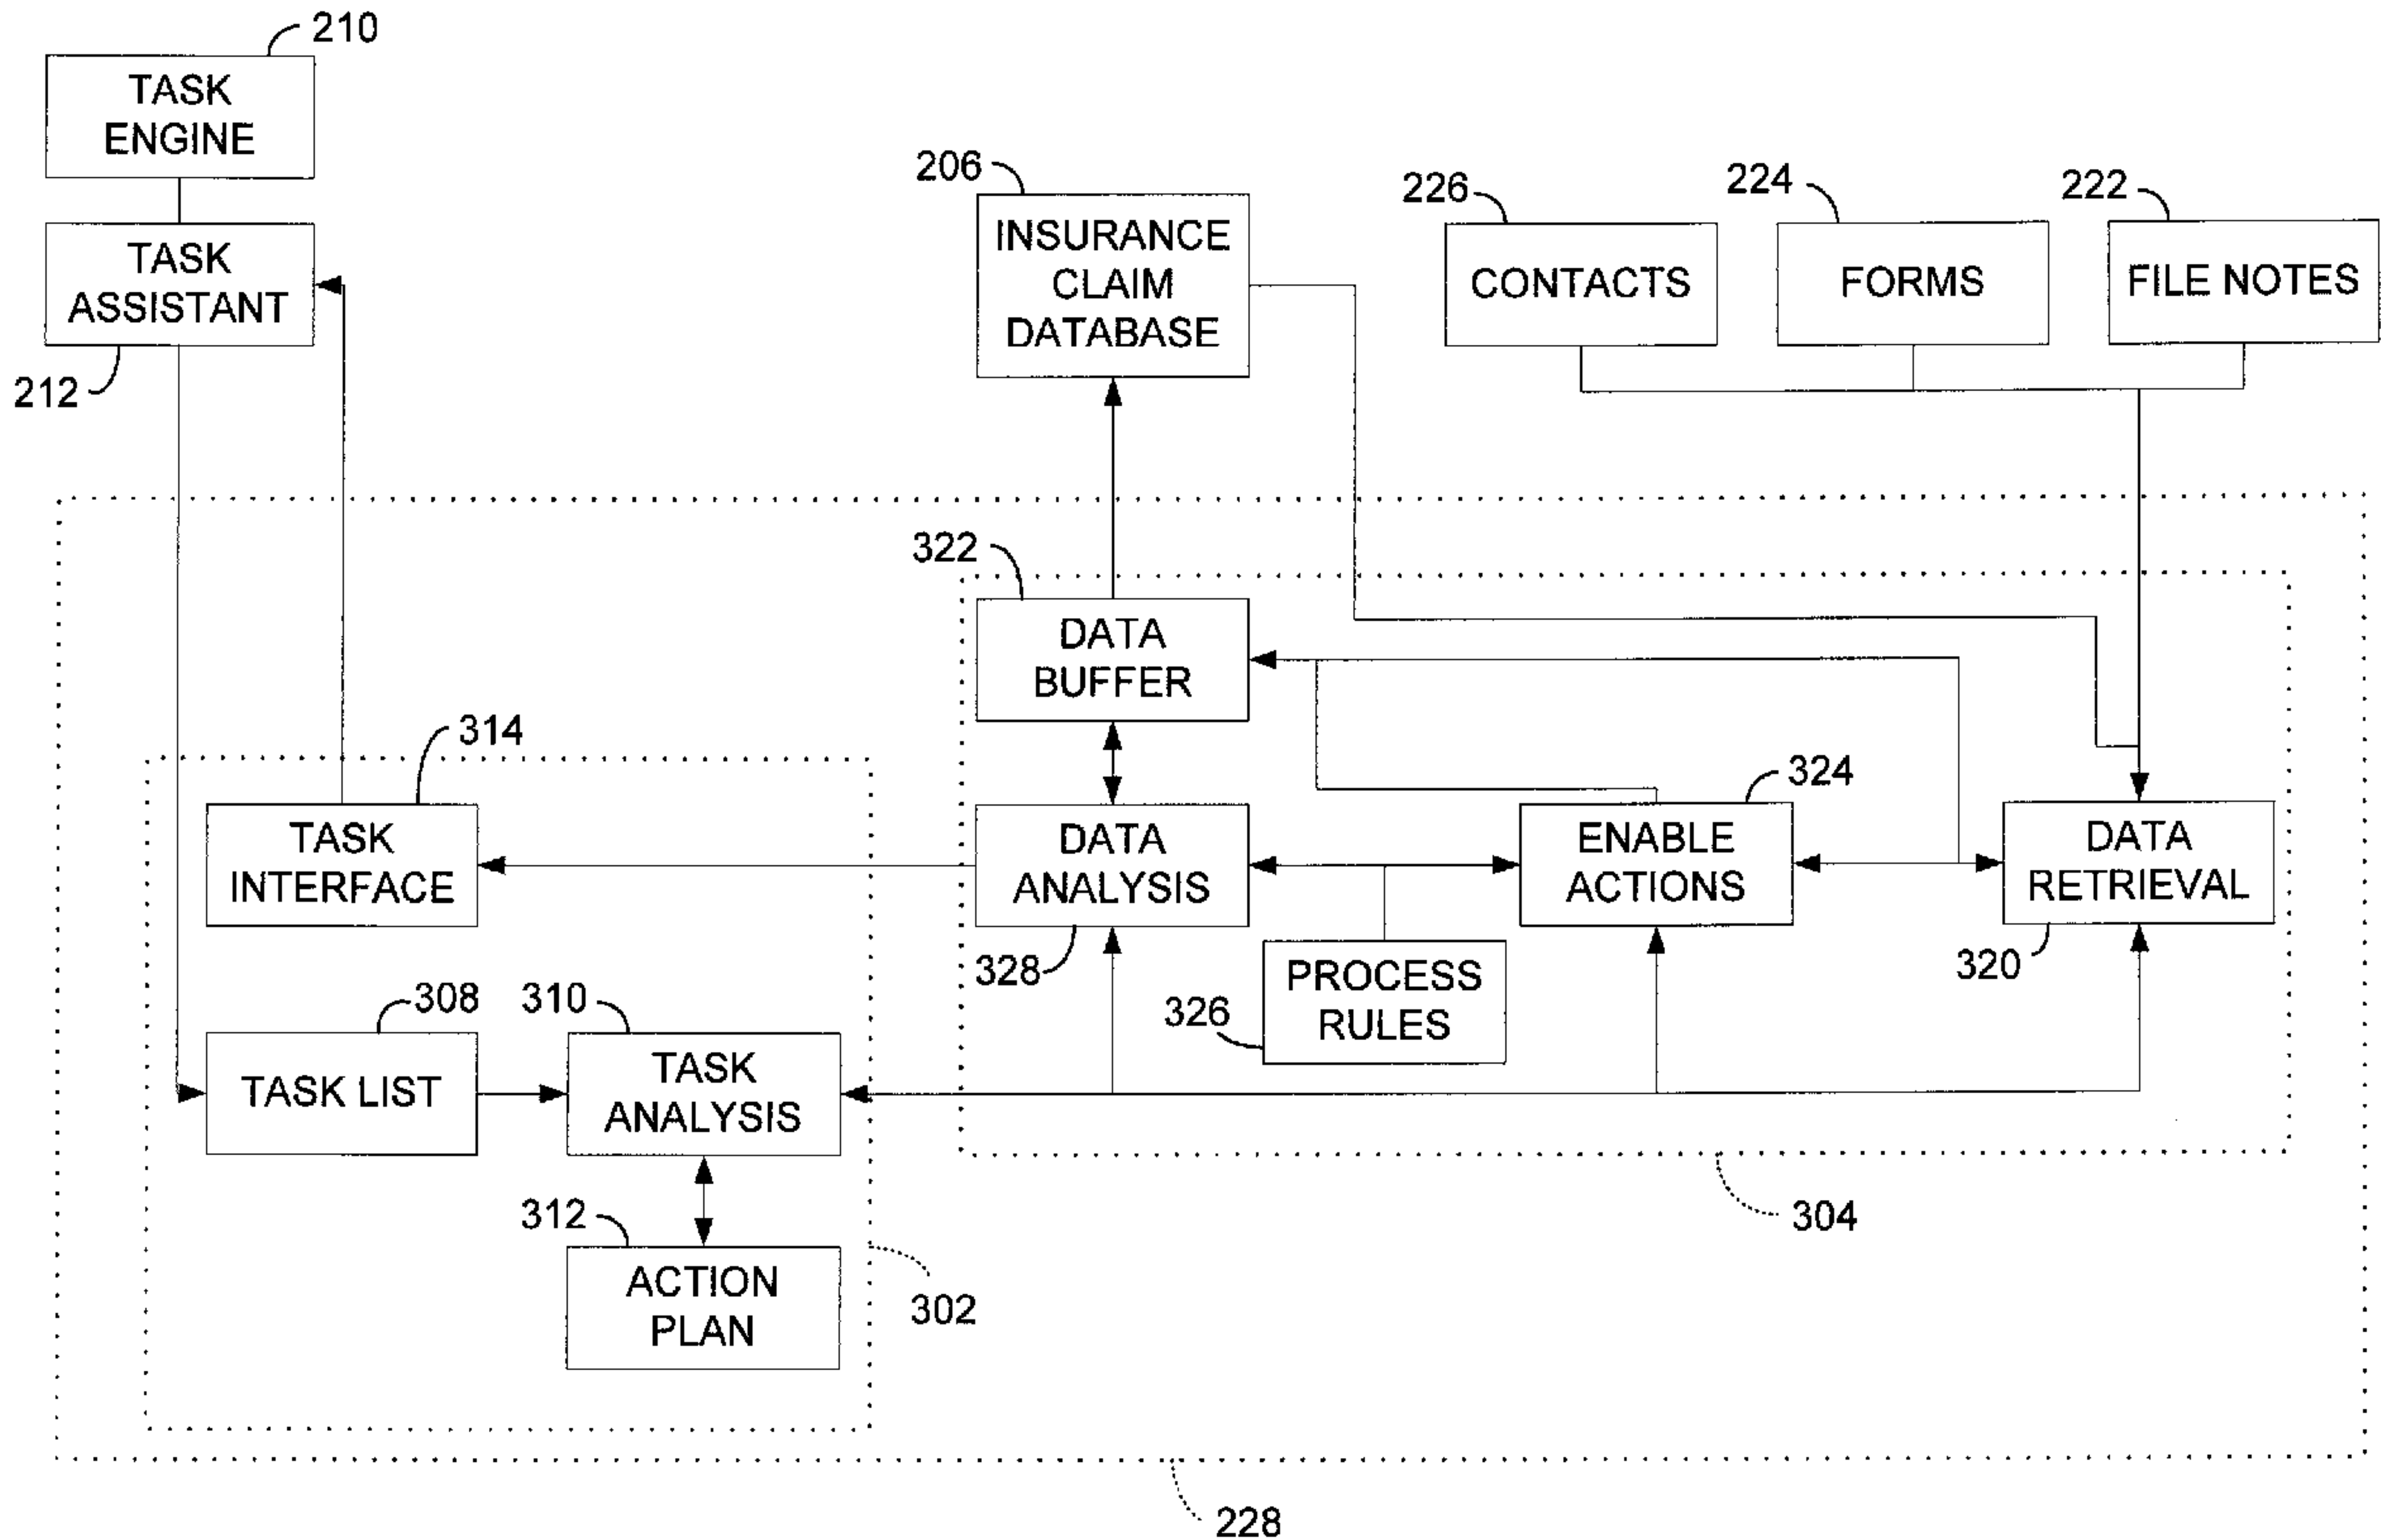 210
TASK
ENGINE
TASK
ASSISTANT
212
206
INSURANCE
CLAIM
DATABASE
226
CONTACTS
224
FORMS
222
FILE NOTES
322
DATA
BUFFER
314
TASK
INTERFACE
DATA
ANALYSIS
328
324
ENABLE
ACTIONS
DATA
RETRIEVAL
320
PROCESS
RULES
326
308
TASK LIST
310
TASK
ANALYSIS
312
ACTION
PLAN
302
304
228